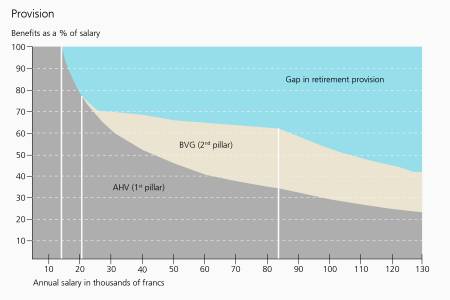 Provision
Benefits as a % of salary
100
90
80
70
60
50
40
30
20
10
Gap in retirement provision
BVG (2nd pillar)
AHV (1st pillar)
10 20 30 40 50 60 70 80 90 100 110 120 130
Annual salary in thousands of francs